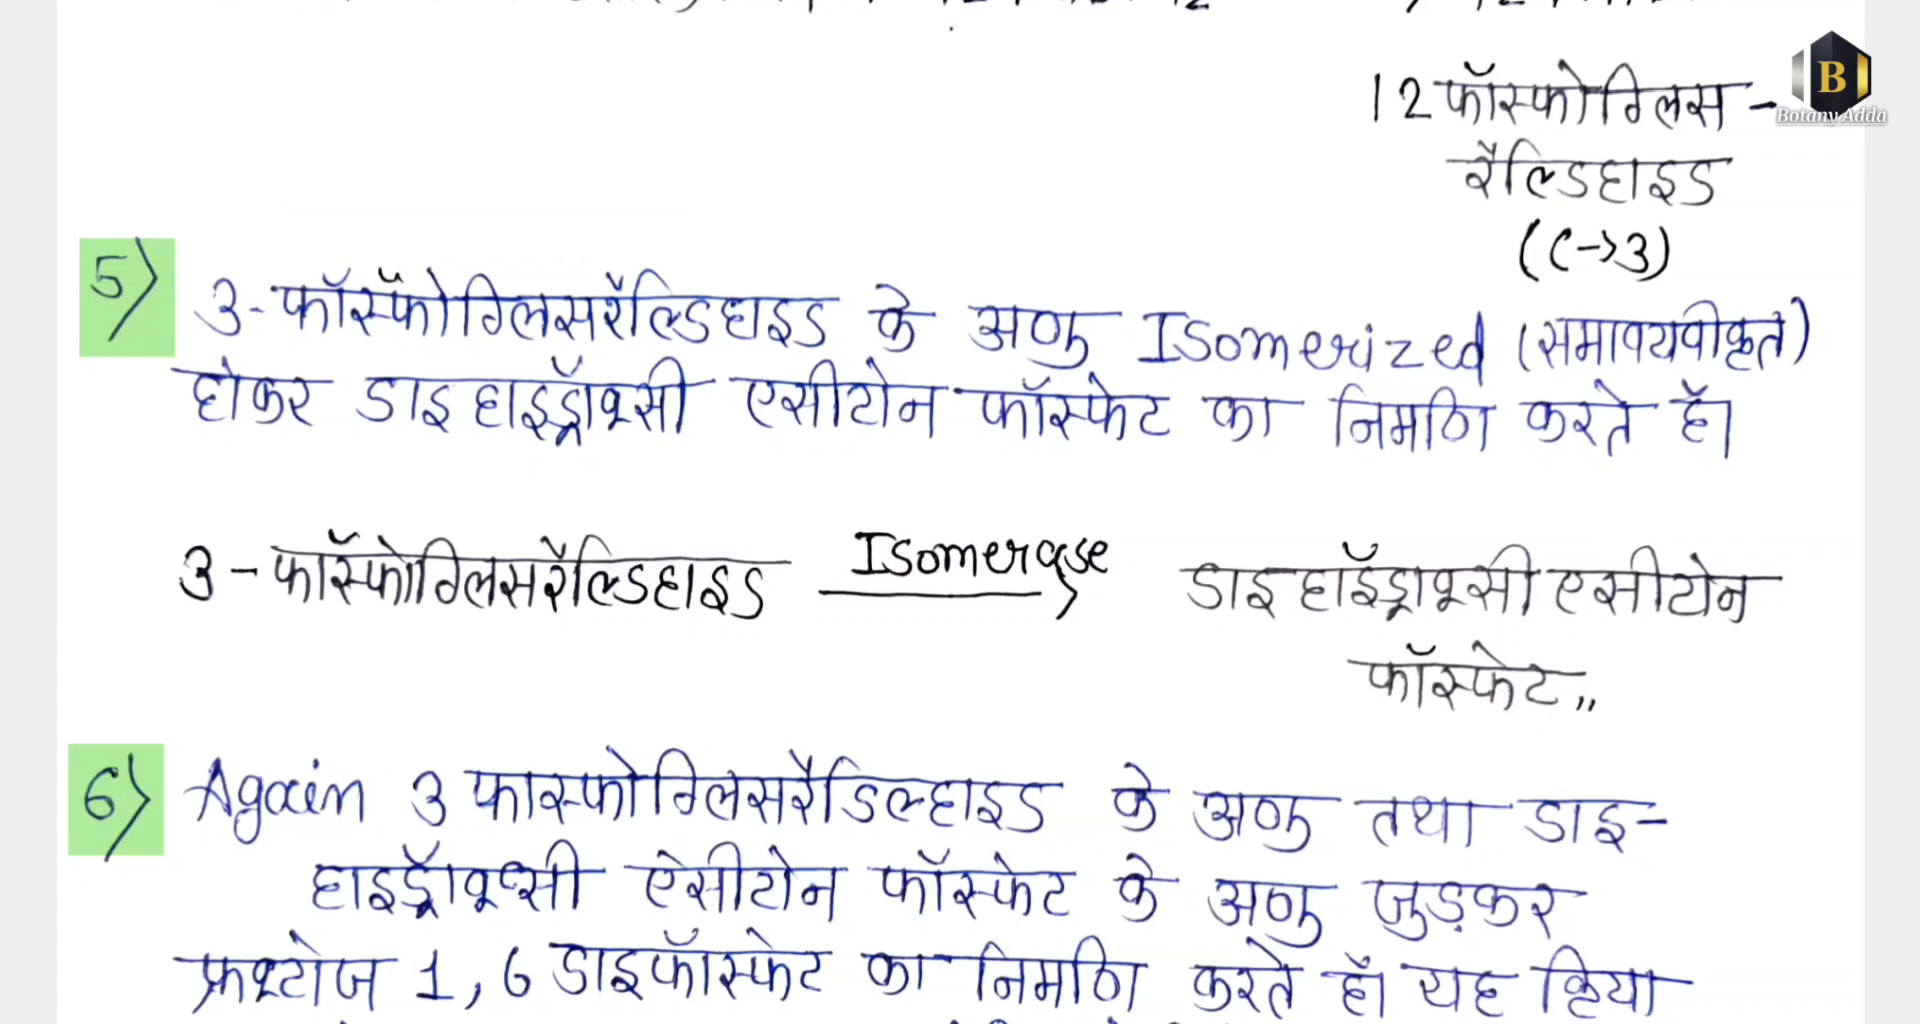 12 फॉस्फोग्लिस-
रैल्डिहाइड
(C→3)
B
Botany Adda
5) 3-फॉस्फोग्लिसरैल्डिहाइड के अणु Isomerized (समावयवीकृत)
होकर डाइहाइड्रॉक्सी एसीटोन फॉस्फेट का निर्माण करते हैं।
3-फॉस्फोग्लिसरैल्डिहाइड Isomerase → डाइहॉइड्राक्सी एसीटोन
फॉस्फेट,,
6) Again 3 फास्फोग्लिसरैडिल्हाइड के अणु तथा डाइ-
हाइड्रॉक्सी ऐसीटोन फॉस्फेट के अणु जुड़कर
फ्रक्टोज 1,6 डाइफॉस्फेट का निर्माण करते हैं। यह क्रिया